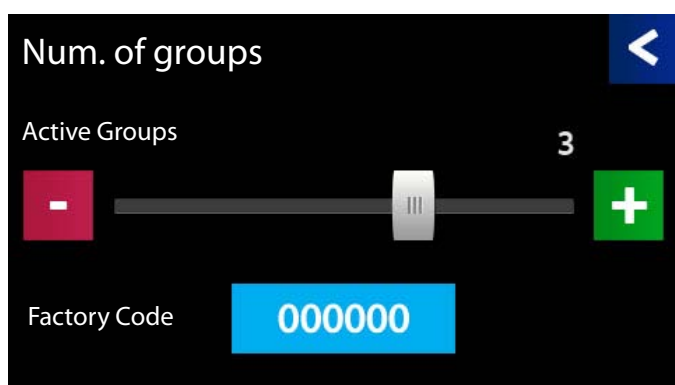 Num. of groups <
Active Groups
3
- +
Factory Code 000000